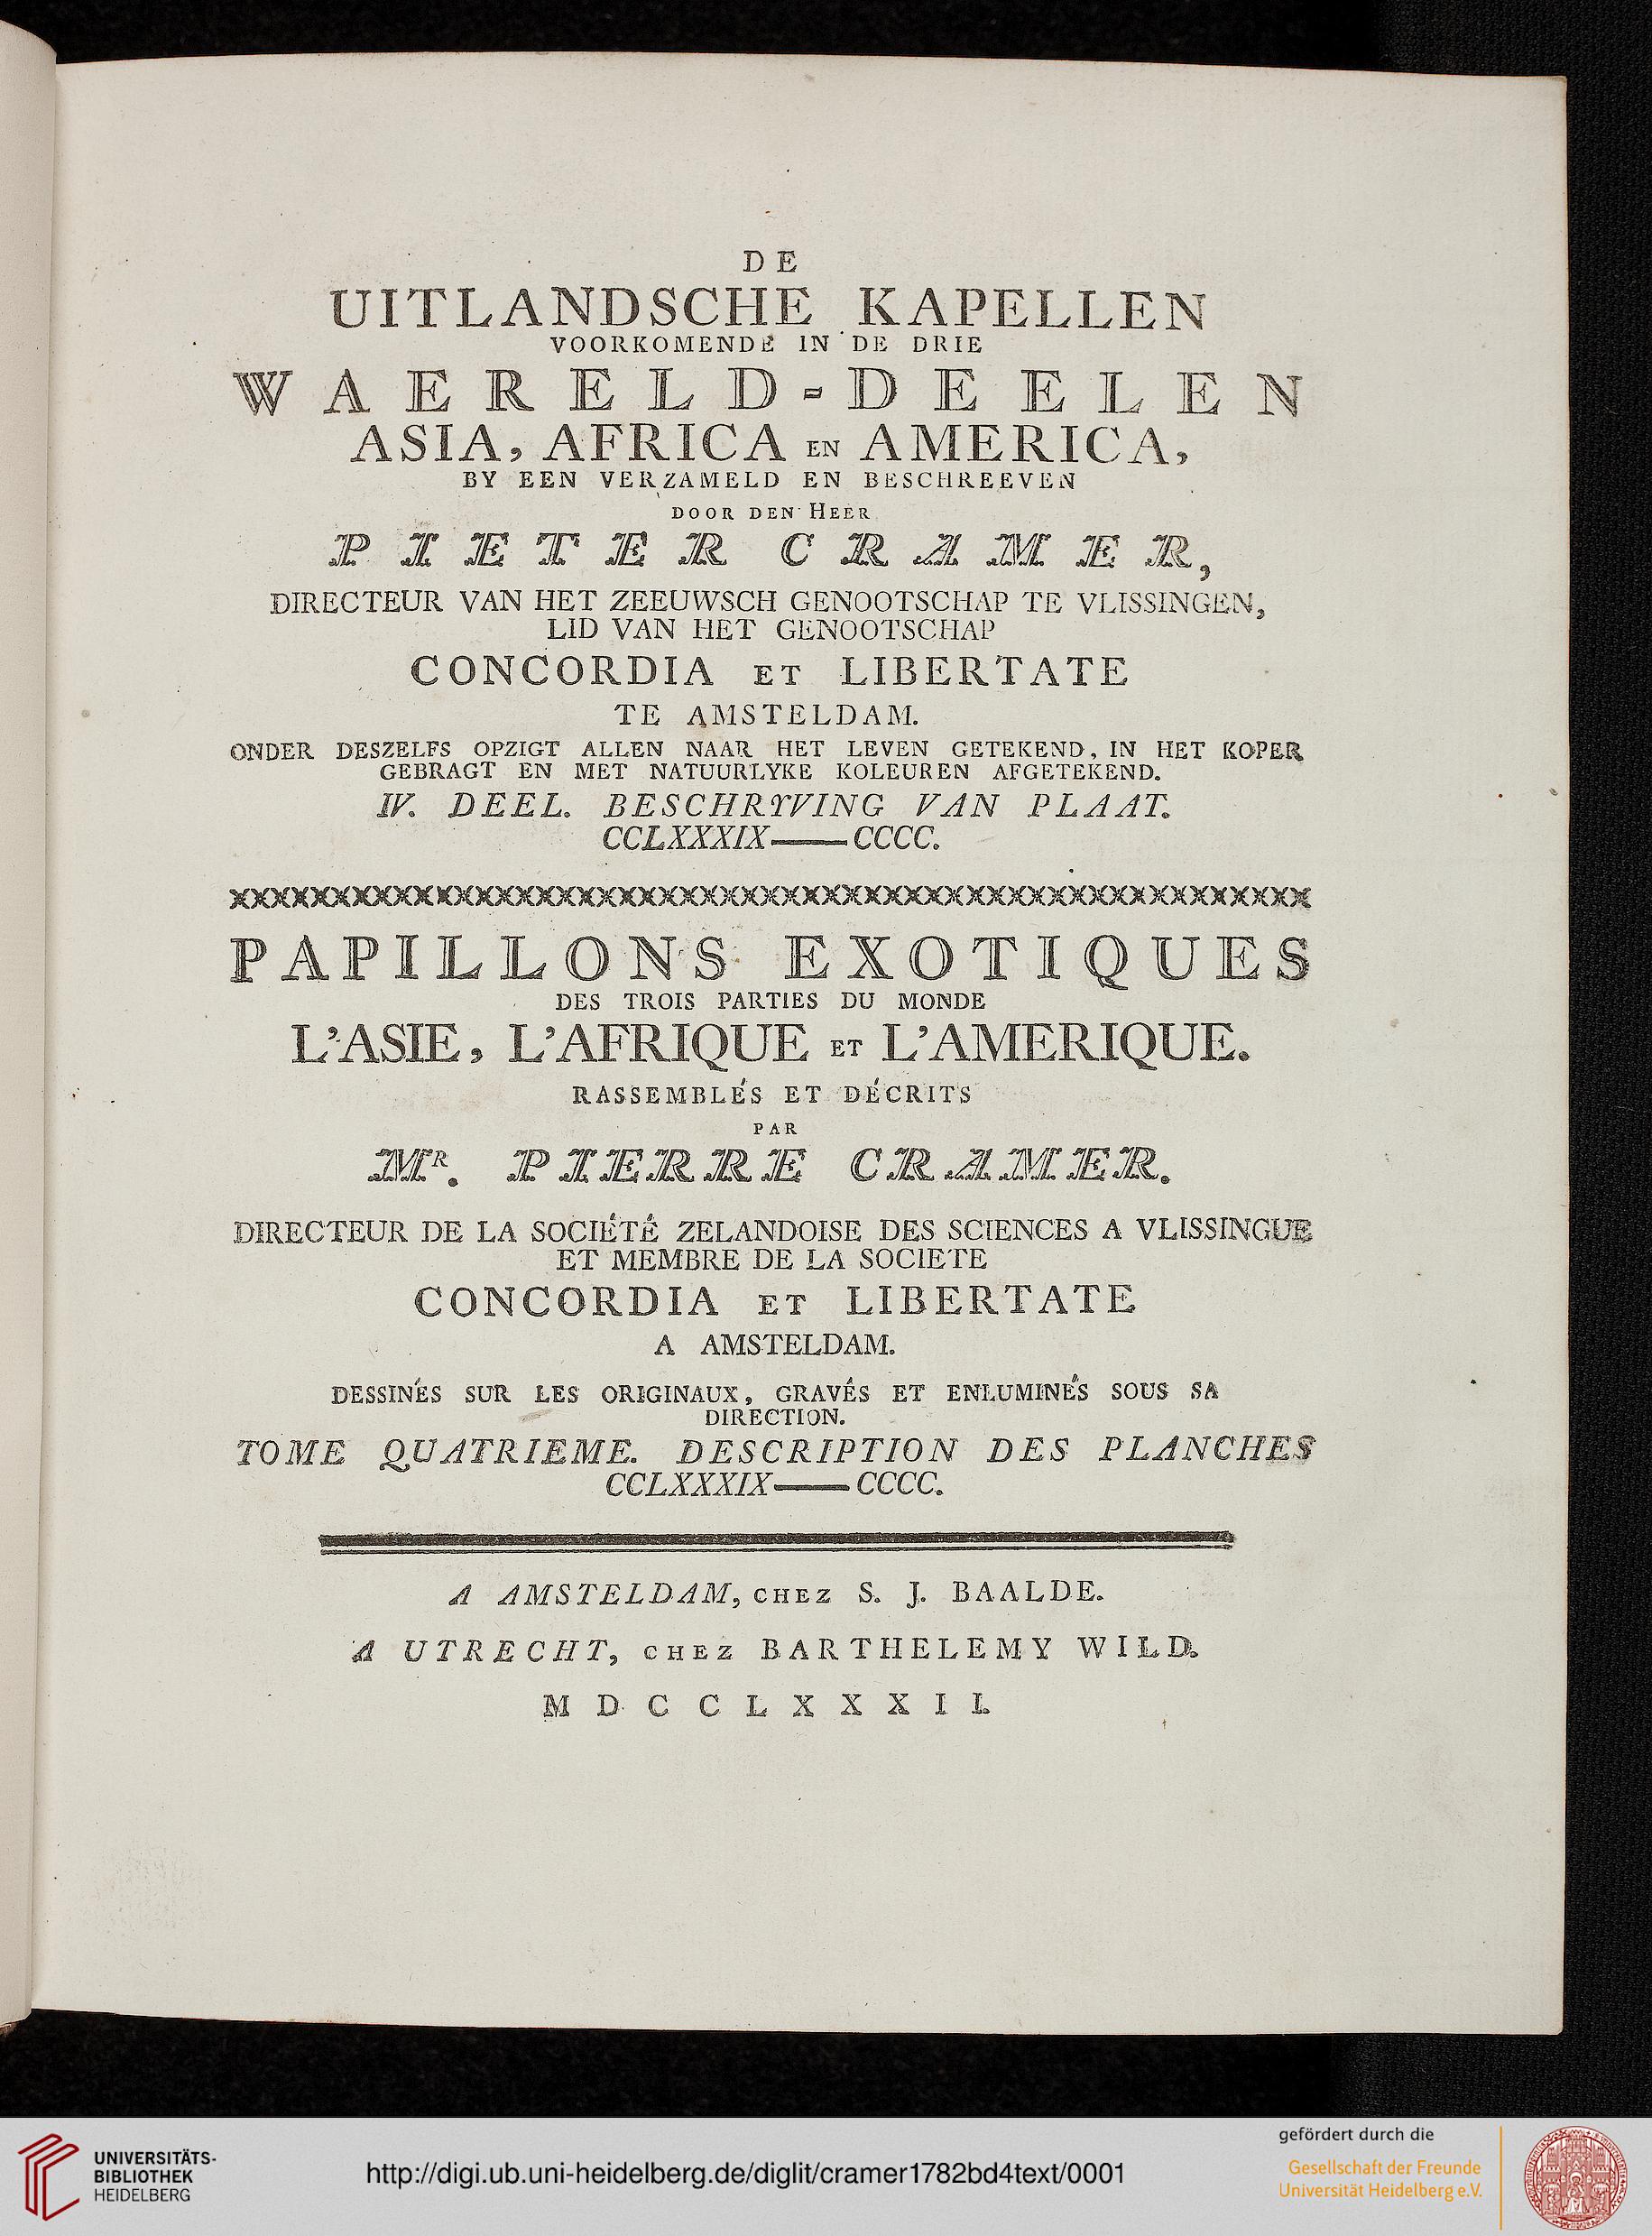 DE
UITLANDSCHE KAPELLEN
VOORKOMENDE IN DE DRIE
WAERELD-DEELEN
ASIA, AFRICA EN AMERICA,
BY EEN VERZAMELD EN BESCHREEVEN
DOOR DEN HEER
PIETER CRAMER,
DIRECTEUR VAN HET ZEEUWSCH GENOOTSCHAP TE VLISSINGEN,
LID VAN HET GENOOTSCHAP
CONCORDIA ET LIBERTATE
TE AMSTELDAM.
ONDER DESZELFS OPZIGT ALLEN NAAR HET LEVEN GETEKEND, IN HET KOPER
GEBRAGT EN MET NATUURLYKE KOLEUREN AFGETEKEND.
IV. DEEL. BESCHRYVING VAN PLAAT.
CCLXXXIX——CCCC.
PAPILLONS EXOTIQUES
DES TROIS PARTIES DU MONDE
L'ASIE, L'AFRIQUE ET L'AMERIQUE.
RASSEMBLÉS ET DÉCRITS
PAR
MR. PIERRE CRAMER.
DIRECTEUR DE LA SOCIÉTÉ ZELANDOISE DES SCIENCES A VLISSINGUE
ET MEMBRE DE LA SOCIETE
CONCORDIA ET LIBERTATE
A AMSTELDAM.
DESSINÉS SUR LES ORIGINAUX, GRAVÉS ET ENLUMINÉS SOUS SA
DIRECTION.
TOME QUATRIEME. DESCRIPTION DES PLANCHES
CCLXXXIX——CCCC.
A AMSTELDAM, CHEZ S. J. BAALDE.
A UTRECHT, CHEZ BARTHELEMY WILD.
MDCCLXXXII.
UNIVERSITÄTS-
BIBLIOTHEK
HEIDELBERG
http://digi.ub.uni-heidelberg.de/diglit/cramer1782bd4text/0001
gefördert durch die
Gesellschaft der Freunde
Universität Heidelberg e.V.